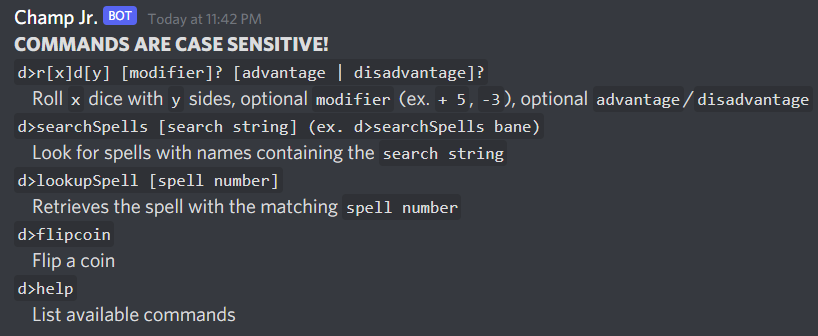 Champ Jr. BOT Today at 11:42 PM
COMMANDS ARE CASE SENSITIVE!
d>r[x]d[y] [modifier]? [advantage | disadvantage]?
Roll x dice with y sides, optional modifier (ex. + 5, -3), optional advantage/disadvantage
d>searchSpells [search string] (ex. d>searchSpells bane)
Look for spells with names containing the search string
d>lookupSpell [spell number]
Retrieves the spell with the matching spell number
d>flipcoin
Flip a coin
d>help
List available commands